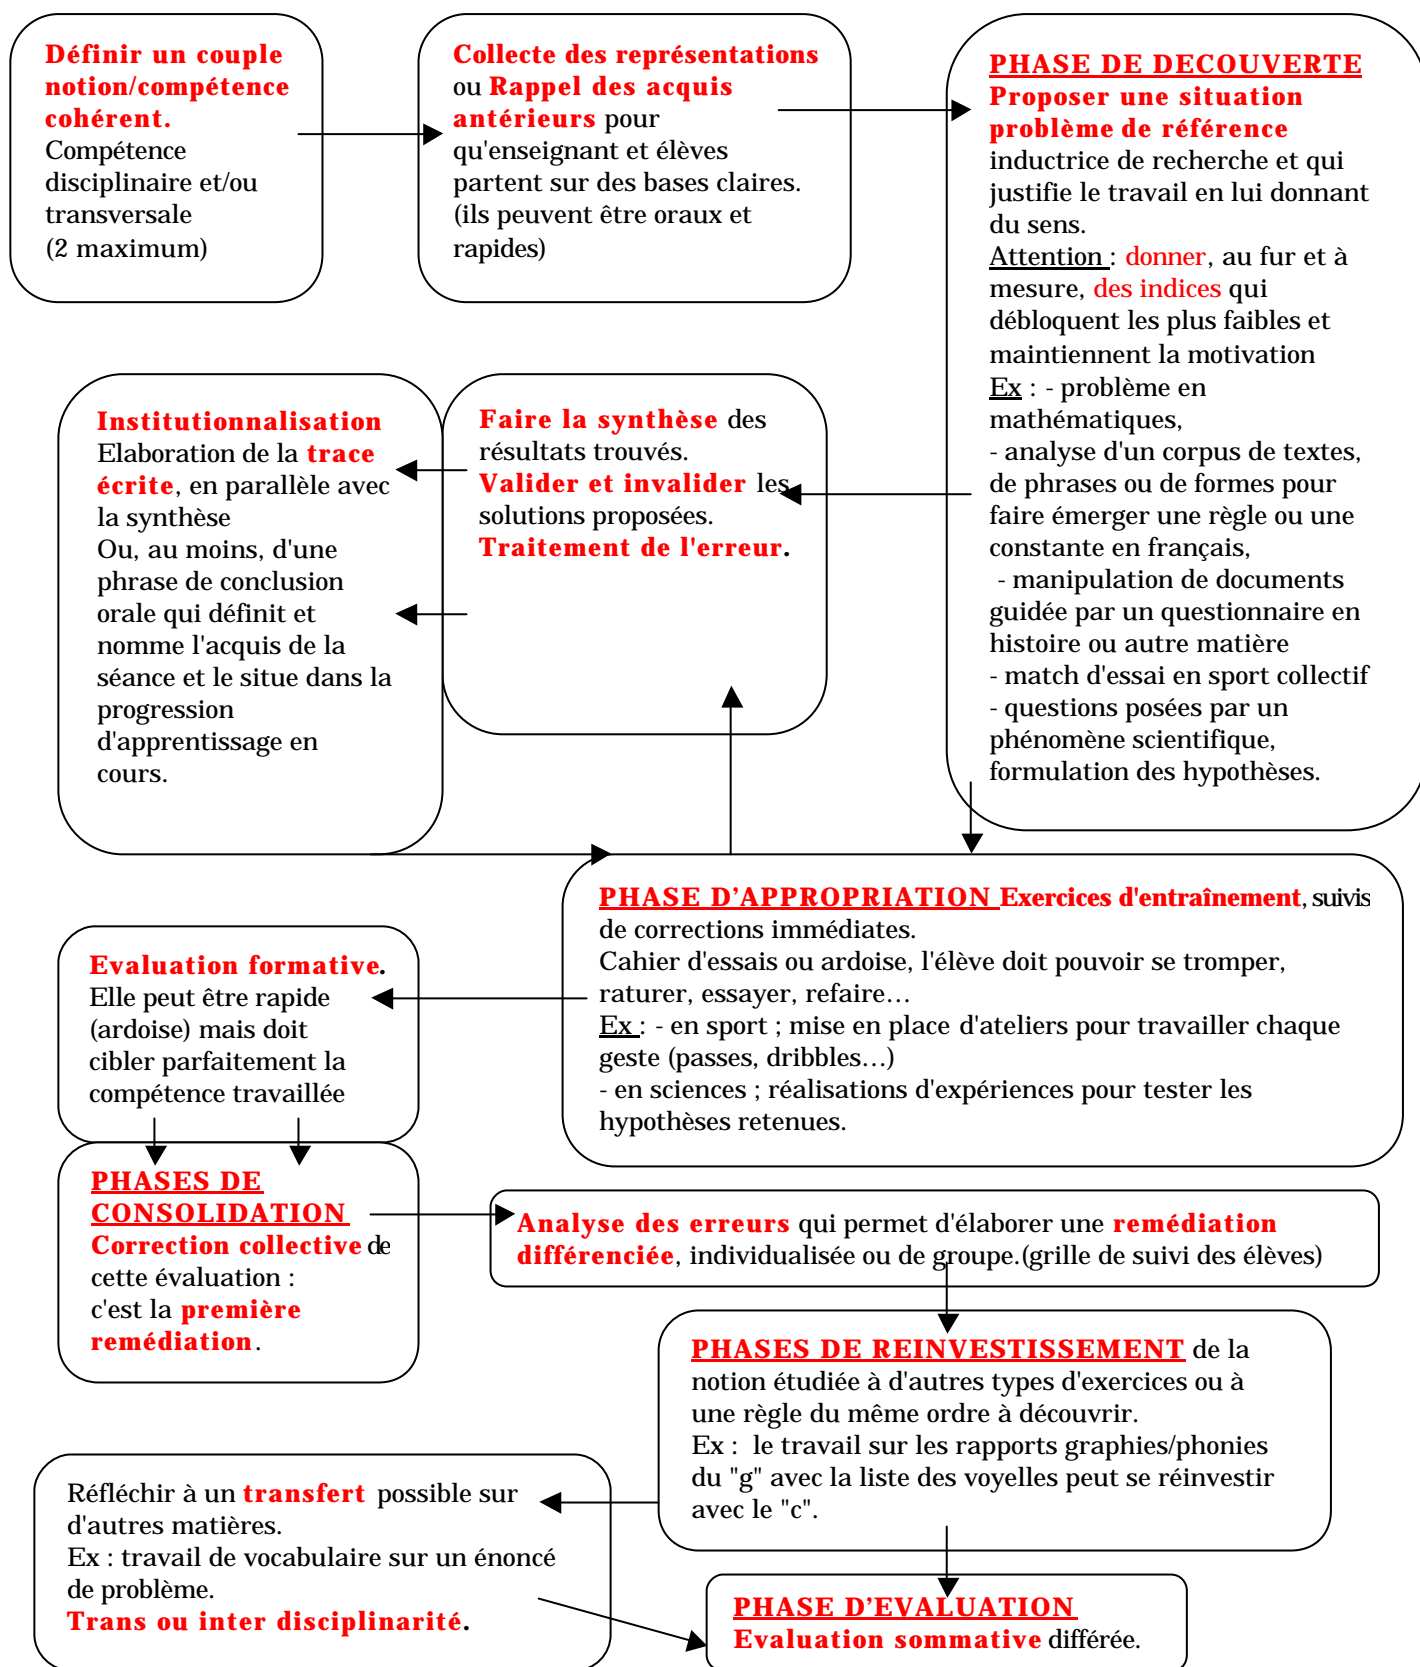 Définir un couple
notion/compétence
cohérent.
Compétence
disciplinaire et/ou
transversale
(2 maximum)
Collecte des représentations
ou Rappel des acquis
antérieurs pour
qu'enseignant et élèves
partent sur des bases claires.
(ils peuvent être oraux et
rapides)
PHASE DE DECOUVERTE
Proposer une situation
problème de référence
inductrice de recherche et qui
justifie le travail en lui donnant
du sens.
Attention : donner, au fur et à
mesure, des indices qui
débloquent les plus faibles et
maintiennent la motivation
Ex : - problème en
mathématiques,
- analyse d'un corpus de textes,
de phrases ou de formes pour
faire émerger une règle ou une
constante en français,
- manipulation de documents
guidée par un questionnaire en
histoire ou autre matière
- match d'essai en sport collectif
- questions posées par un
phénomène scientifique,
formulation des hypothèses.
Faire la synthèse des
résultats trouvés.
Valider et invalider les
solutions proposées.
Traitement de l'erreur.
Institutionnalisation
Elaboration de la trace
écrite, en parallèle avec
la synthèse
Ou, au moins, d'une
phrase de conclusion
orale qui définit et
nomme l'acquis de la
séance et le situe dans la
progression
d'apprentissage en
cours.
PHASE D'APPROPRIATION Exercices d'entraînement, suivis
de corrections immédiates.
Cahier d'essais ou ardoise, l'élève doit pouvoir se tromper,
raturer, essayer, refaire…
Ex : - en sport ; mise en place d'ateliers pour travailler chaque
geste (passes, dribbles…)
- en sciences ; réalisations d'expériences pour tester les
hypothèses retenues.
Evaluation formative.
Elle peut être rapide
(ardoise) mais doit
cibler parfaitement la
compétence travaillée
PHASES DE
CONSOLIDATION
Correction collective de
cette évaluation :
c'est la première
remédiation.
Analyse des erreurs qui permet d'élaborer une remédiation
différenciée, individualisée ou de groupe.(grille de suivi des élèves)
PHASES DE REINVESTISSEMENT de la
notion étudiée à d'autres types d'exercices ou à
une règle du même ordre à découvrir.
Ex : le travail sur les rapports graphies/phonies
du "g" avec la liste des voyelles peut se réinvestir
avec le "c".
Réfléchir à un transfert possible sur
d'autres matières.
Ex : travail de vocabulaire sur un énoncé
de problème.
Trans ou inter disciplinarité.
PHASE D'EVALUATION
Evaluation sommative différée.